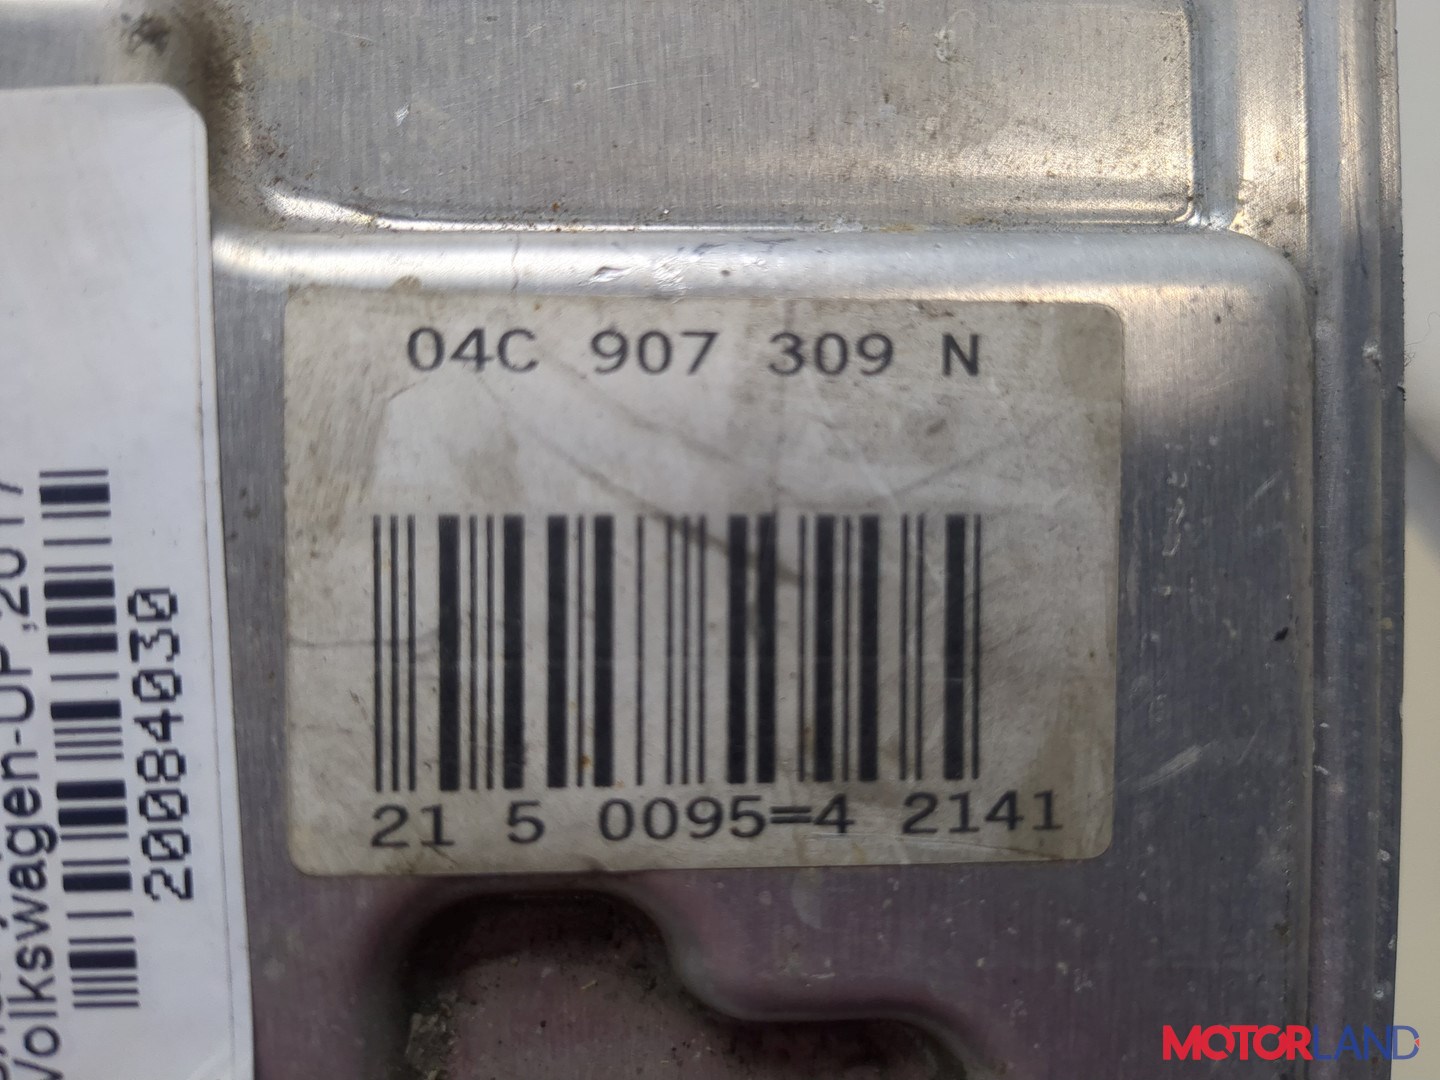 04C 907 309 N
21 5 0095=4 2141
Volkswagen-UP ,2017
20084030
MOTORLAND